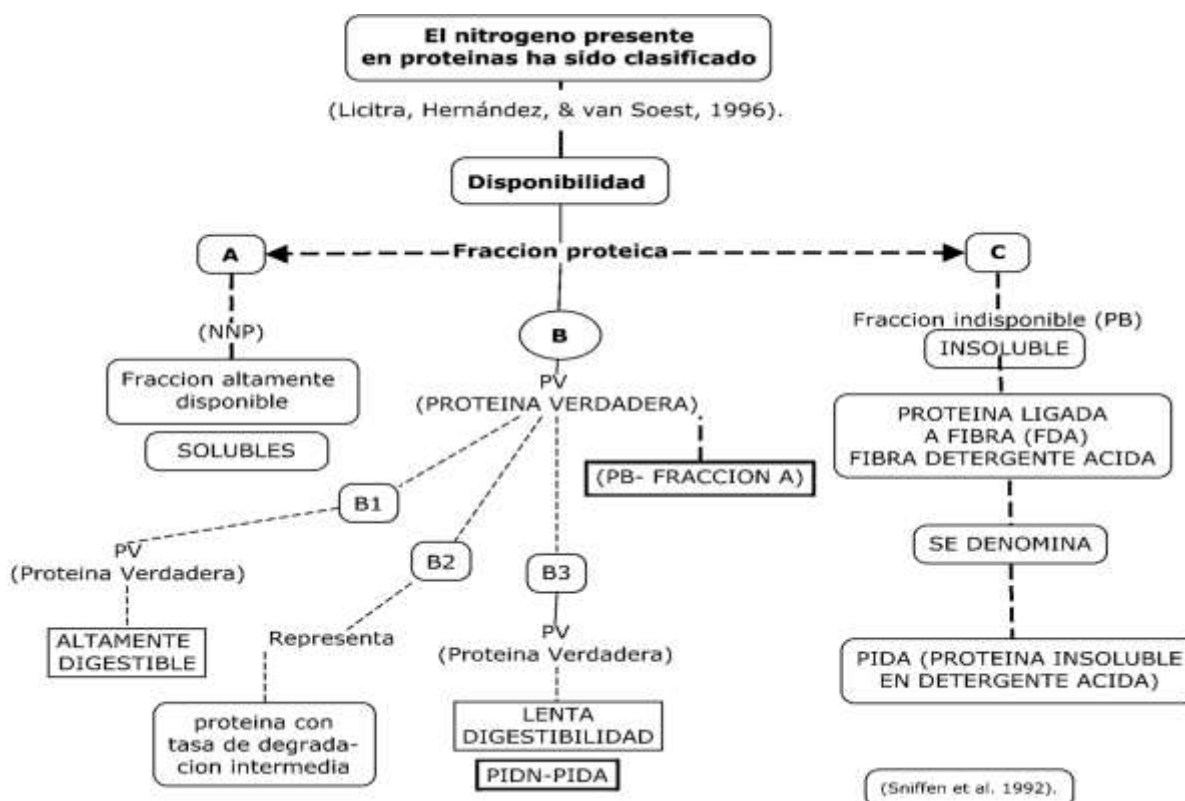 El nitrogeno presente
en proteinas ha sido clasificado
(Licitra, Hernández, & van Soest, 1996).
Disponibilidad
A
Fraccion proteica
C
(NNP)
Fraccion altamente
disponible
SOLUBLES
B
PV
(PROTEINA VERDADERA)
(PB- FRACCION A)
B1
PV
(Proteina Verdadera)
ALTAMENTE
DIGESTIBLE
B2
Representa
proteina con
tasa de degrada-
cion intermedia
B3
PV
(Proteina Verdadera)
LENTA
DIGESTIBILIDAD
PIDN-PIDA
Fraccion indisponible (PB)
INSOLUBLE
PROTEINA LIGADA
A FIBRA (FDA)
FIBRA DETERGENTE ACIDA
SE DENOMINA
PIDA (PROTEINA INSOLUBLE
EN DETERGENTE ACIDA)
(Sniffen et al. 1992).